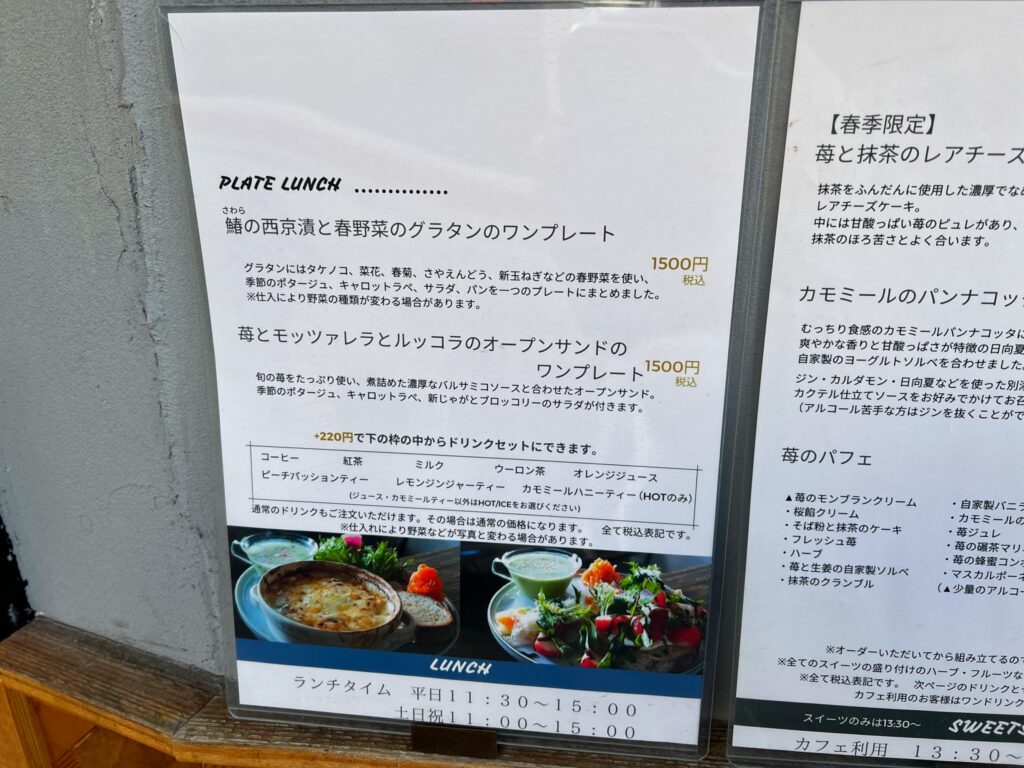 PLATE LUNCH ..............
さわら
鰆の西京漬と春野菜のグラタンのワンプレート
1500円
税込
グラタンにはタケノコ、菜花、春菊、さやえんどう、新玉ねぎなどの春野菜を使い、
季節のポタージュ、キャロットラペ、サラダ、パンを一つのプレートにまとめました。
※仕入により野菜の種類が変わる場合があります。
苺とモッツァレラとルッコラのオープンサンドの
ワンプレート
1500円
税込
旬の苺をたっぷり使い、煮詰めた濃厚なバルサミコソースと合わせたオープンサンド。
季節のポタージュ、キャロットラペ、新じゃがとブロッコリーのサラダが付きます。
+220円で下の枠の中からドリンクセットにできます。
コーヒー 紅茶 ミルク ウーロン茶 オレンジジュース
ピーチパッションティー レモンジンジャーティー カモミールハニーティー（HOTのみ）
(ジュース・カモミールティー以外はHOT/ICEをお選びください)
通常のドリンクもご注文いただけます。その場合は通常の価格になります。 全て税込表記です。
※仕入れにより野菜などが写真と変わる場合があります。
LUNCH
ランチタイム 平日11：30〜15：00
土日祝11：00〜15：00
【春季限定】
苺と抹茶のレアチーズ
抹茶をふんだんに使用した濃厚でなめ
レアチーズケーキ。
中には甘酸っぱい苺のピュレがあり、
抹茶のほろ苦さとよく合います。
カモミールのパンナコッタ
むっちり食感のカモミールパンナコッタに
爽やかな香りと甘酸っぱさが特徴の日向夏
自家製のヨーグルトソルベを合わせました。
ジン・カルダモン・日向夏などを使った別添
カクテル仕立てソースをお好みでかけてお召
（アルコール苦手な方はジンを抜くことがで
苺のパフェ
▲苺のモンブランクリーム
・桜餡クリーム
・そば粉と抹茶のケーキ
・フレッシュ苺
・ハーブ
・苺と生姜の自家製ソルベ
・抹茶のクランブル
・自家製バニラ
・カモミールの
・苺ジュレ
・苺の碾茶マリ
・苺の蜂蜜コンポ
・マスカルポーネ
（▲少量のアルコー
※オーダーいただいてから組み立てるので
※全てのスイーツの盛り付けのハーブ・フルーツな
※全て税込表記です。 次ページのドリンクとセ
カフェ利用のお客様はワンドリンク
スイーツのみは13:30〜
SWEETS
カフェ利用 13：30〜